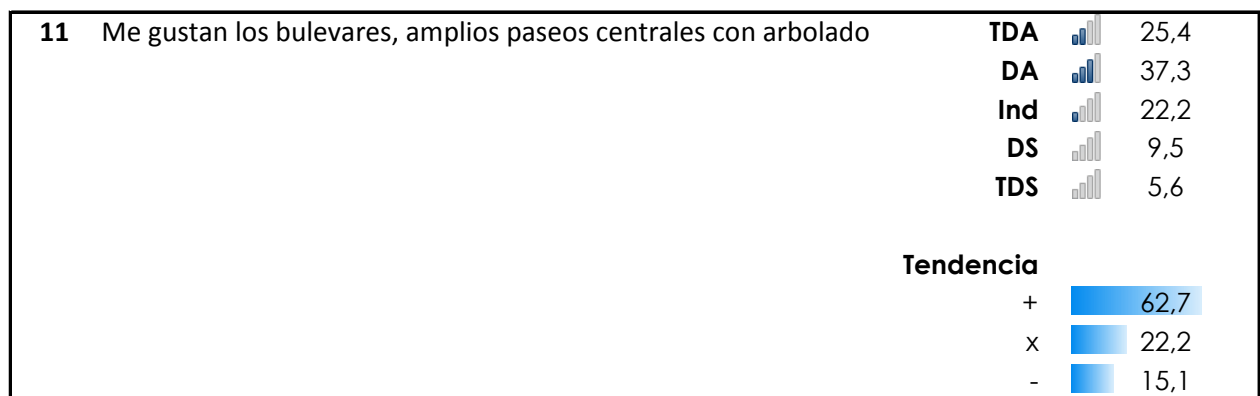 11 Me gustan los bulevares, amplios paseos centrales con arbolado TDA 25,4
DA 37,3
Ind 22,2
DS 9,5
TDS 5,6
Tendencia
+ 62,7
x 22,2
- 15,1